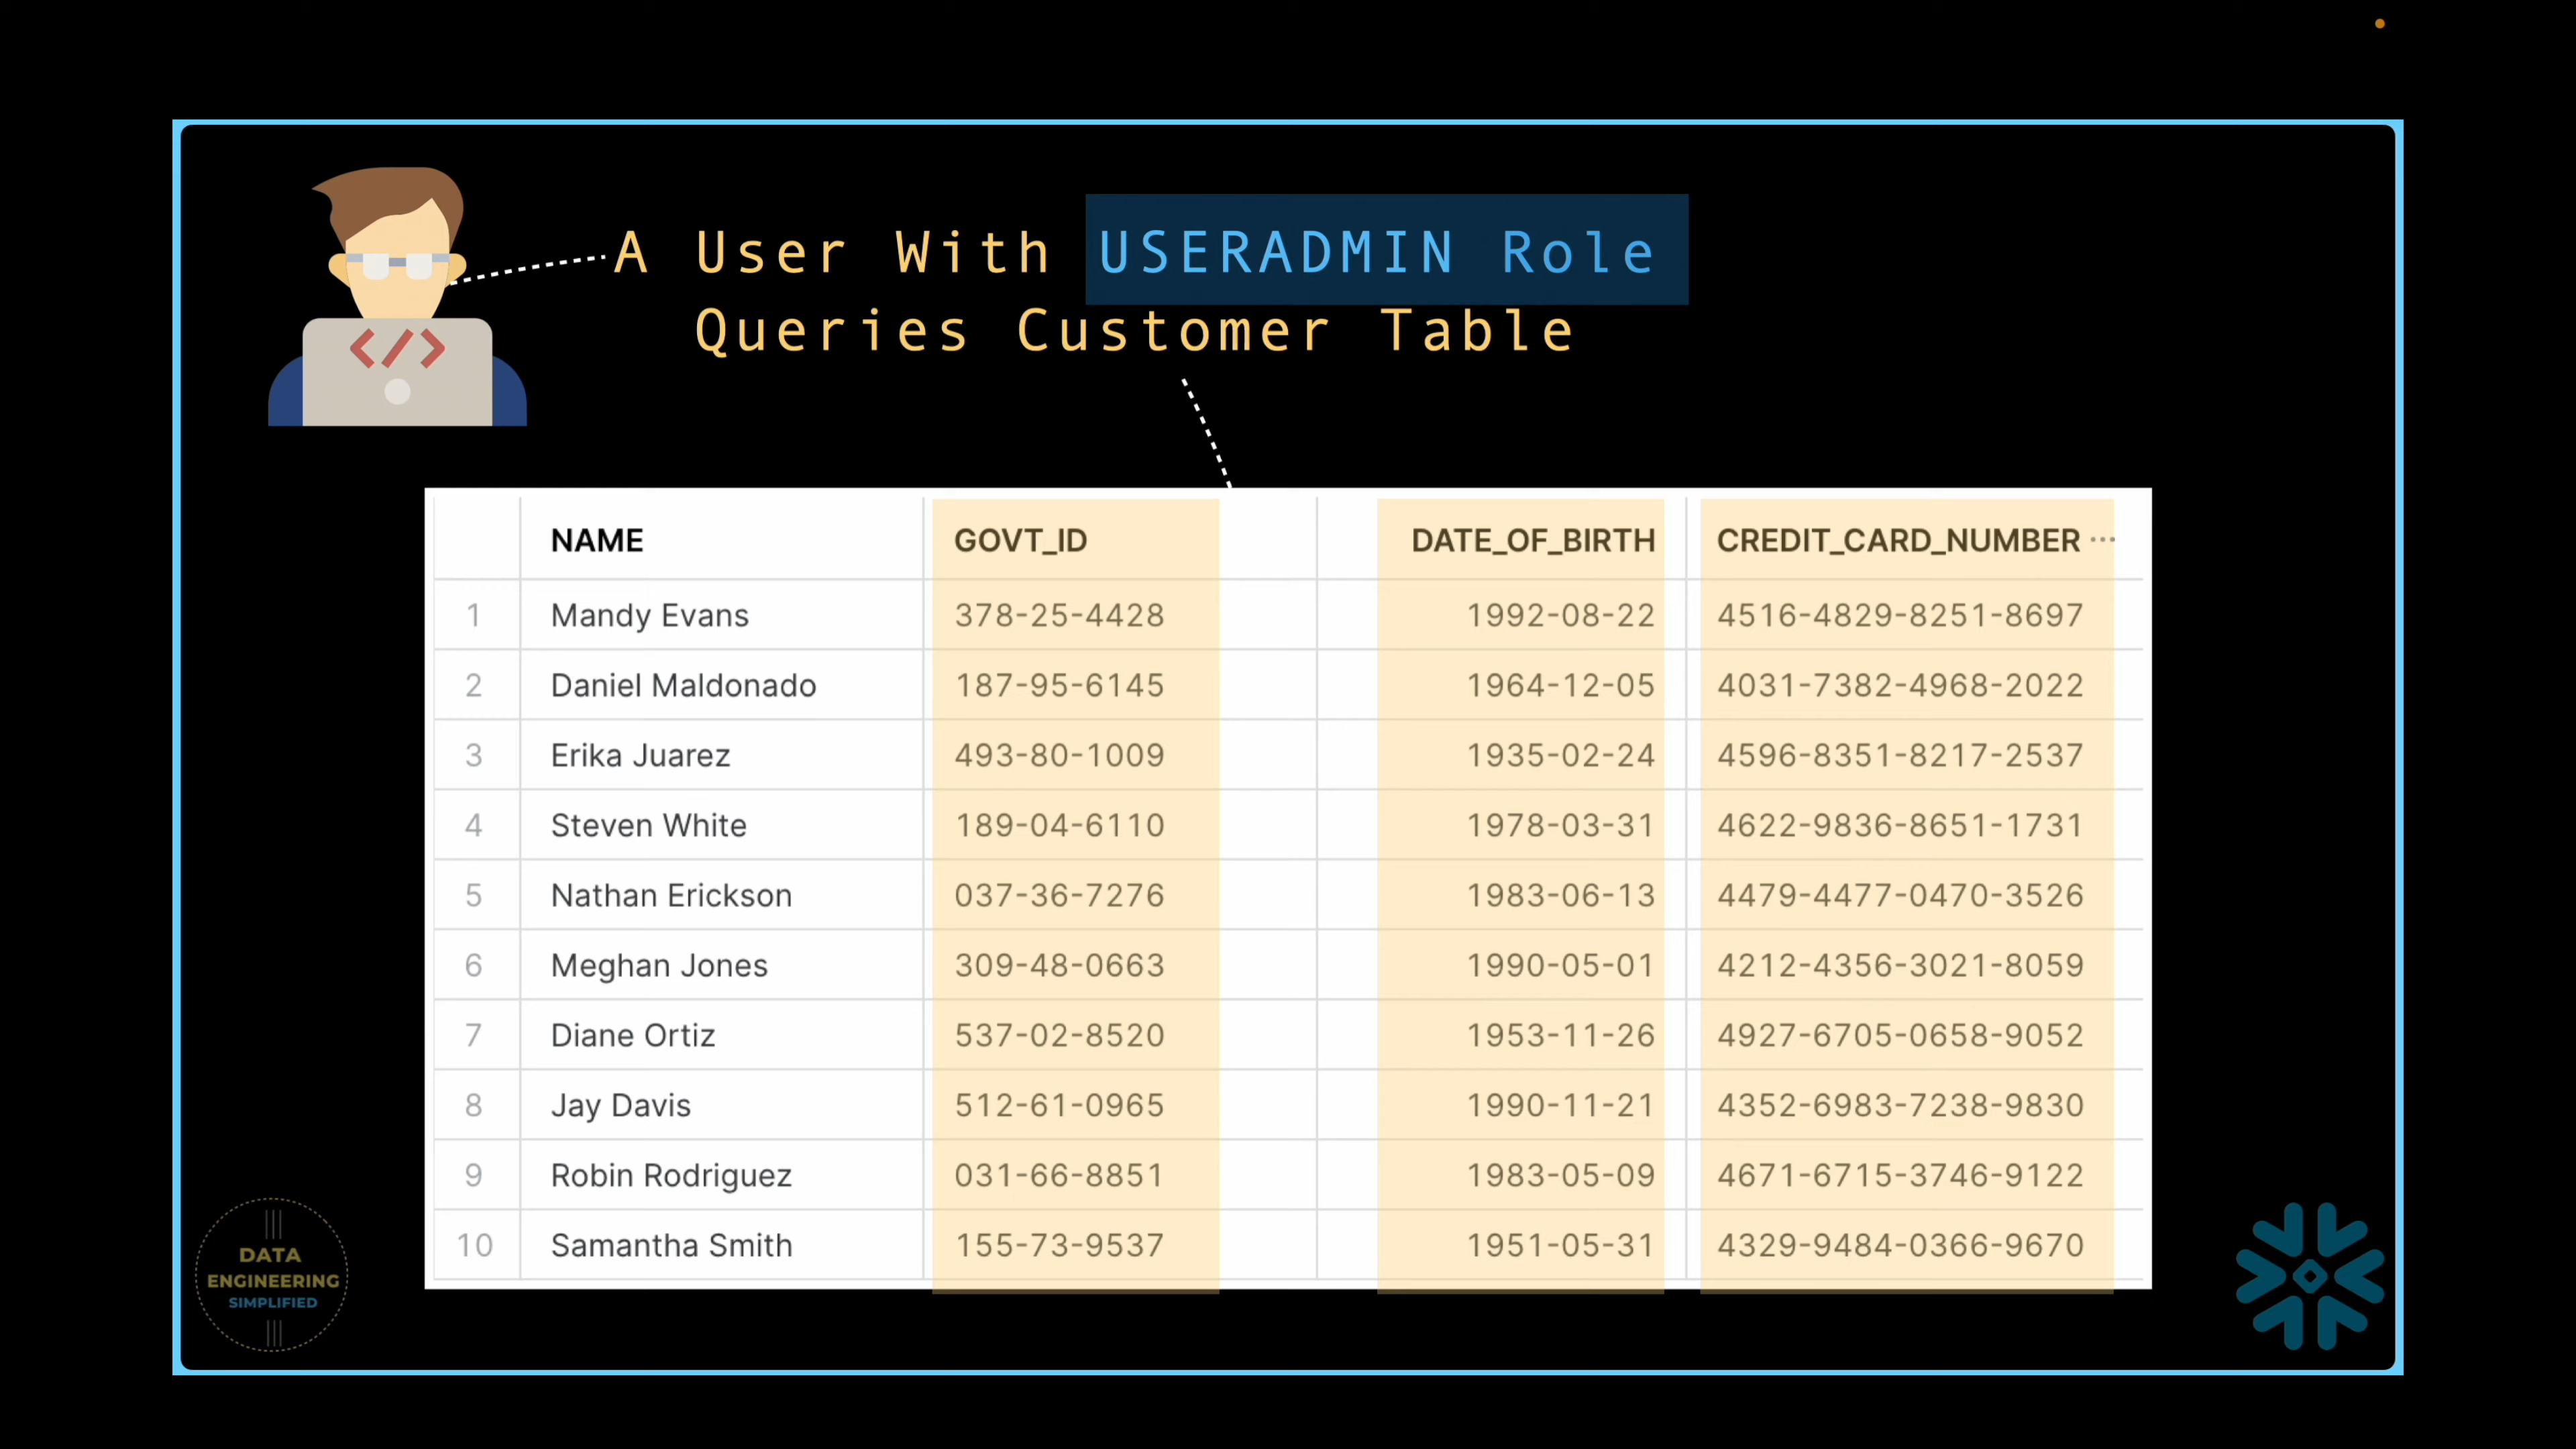 A User With USERADMIN Role
Queries Customer Table
</>
NAME GOVT_ID DATE_OF_BIRTH CREDIT_CARD_NUMBER ...
1 Mandy Evans 378-25-4428 1992-08-22 4516-4829-8251-8697
2 Daniel Maldonado 187-95-6145 1964-12-05 4031-7382-4968-2022
3 Erika Juarez 493-80-1009 1935-02-24 4596-8351-8217-2537
4 Steven White 189-04-6110 1978-03-31 4622-9836-8651-1731
5 Nathan Erickson 037-36-7276 1983-06-13 4479-4477-0470-3526
6 Meghan Jones 309-48-0663 1990-05-01 4212-4356-3021-8059
7 Diane Ortiz 537-02-8520 1953-11-26 4927-6705-0658-9052
8 Jay Davis 512-61-0965 1990-11-21 4352-6983-7238-9830
9 Robin Rodriguez 031-66-8851 1983-05-09 4671-6715-3746-9122
10 Samantha Smith 155-73-9537 1951-05-31 4329-9484-0366-9670
DATA
ENGINEERING
SIMPLIFIED